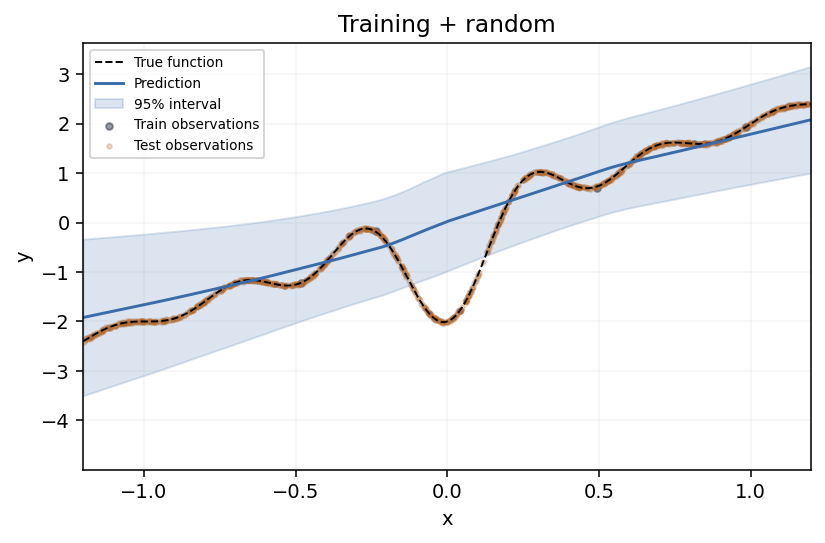 Training + random
True function
Prediction
95% interval
Train observations
Test observations
3
2
1
0
−1
−2
−3
−4
y
−1.0 −0.5 0.0 0.5 1.0
x